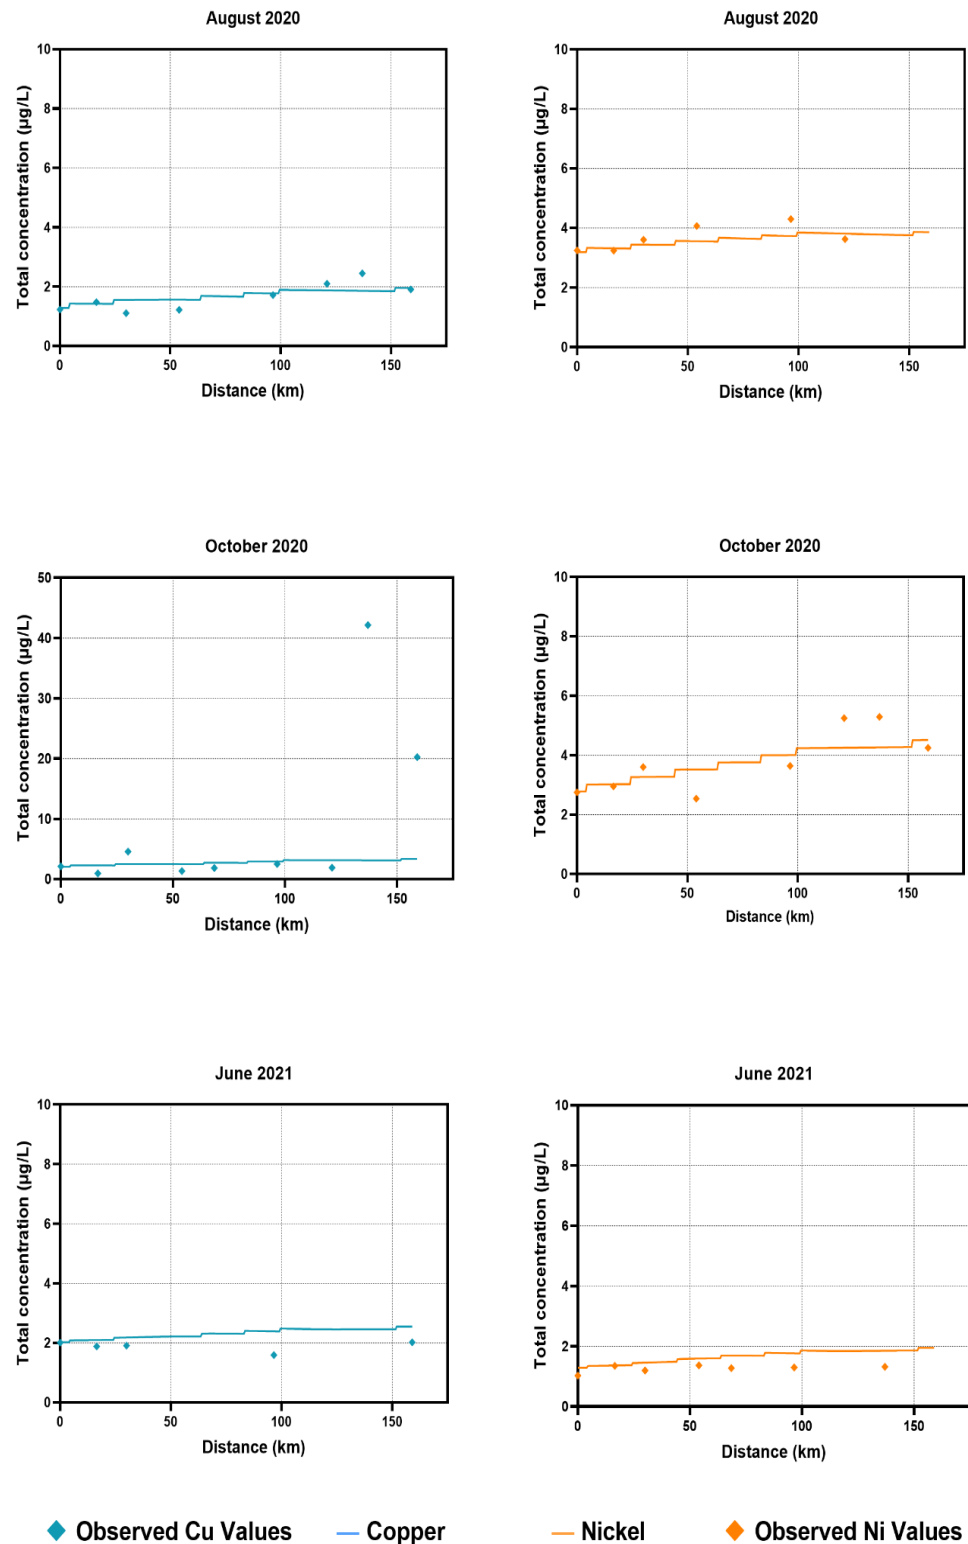 August 2020
August 2020
Total concentration (µg/L)
10
8
6
4
2
0
0 50 100 150
Distance (km)
Total concentration (µg/L)
10
8
6
4
2
0
0 50 100 150
Distance (km)
October 2020
October 2020
Total concentration (µg/L)
50
40
30
20
10
0
0 50 100 150
Distance (km)
Total concentration (µg/L)
10
8
6
4
2
0
0 50 100 150
Distance (km)
June 2021
June 2021
Total concentration (µg/L)
10
8
6
4
2
0
0 50 100 150
Distance (km)
Total concentration (µg/L)
10
8
6
4
2
0
0 50 100 150
Distance (km)
Observed Cu Values Copper Nickel Observed Ni Values